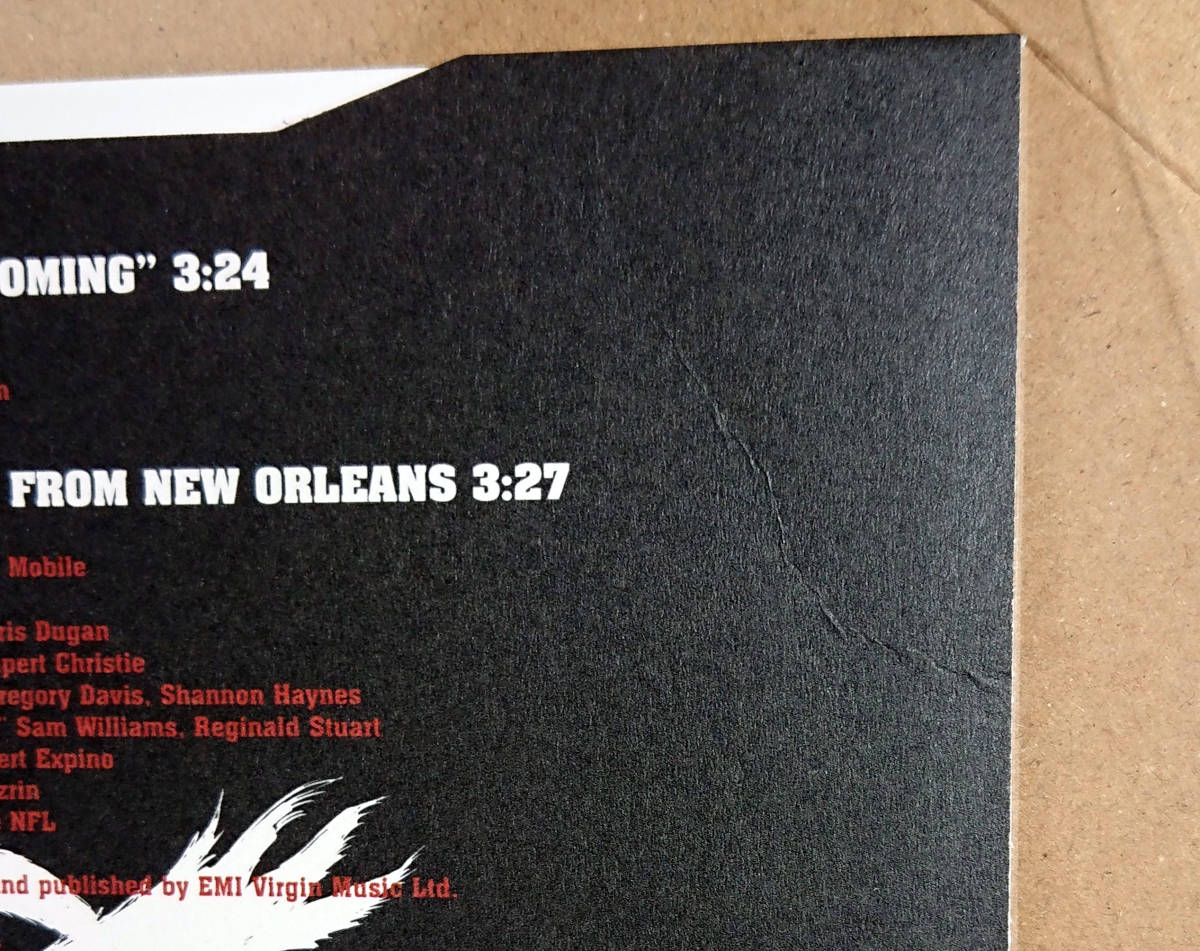 OMING” 3:24
n
FROM NEW ORLEANS 3:27
Mobile
ris Dugan
pert Christie
regory Davis, Shannon Haynes
" Sam Williams, Reginald Stuart
ert Expino
zrin
NFL
nd published by EMI Virgin Music Ltd.